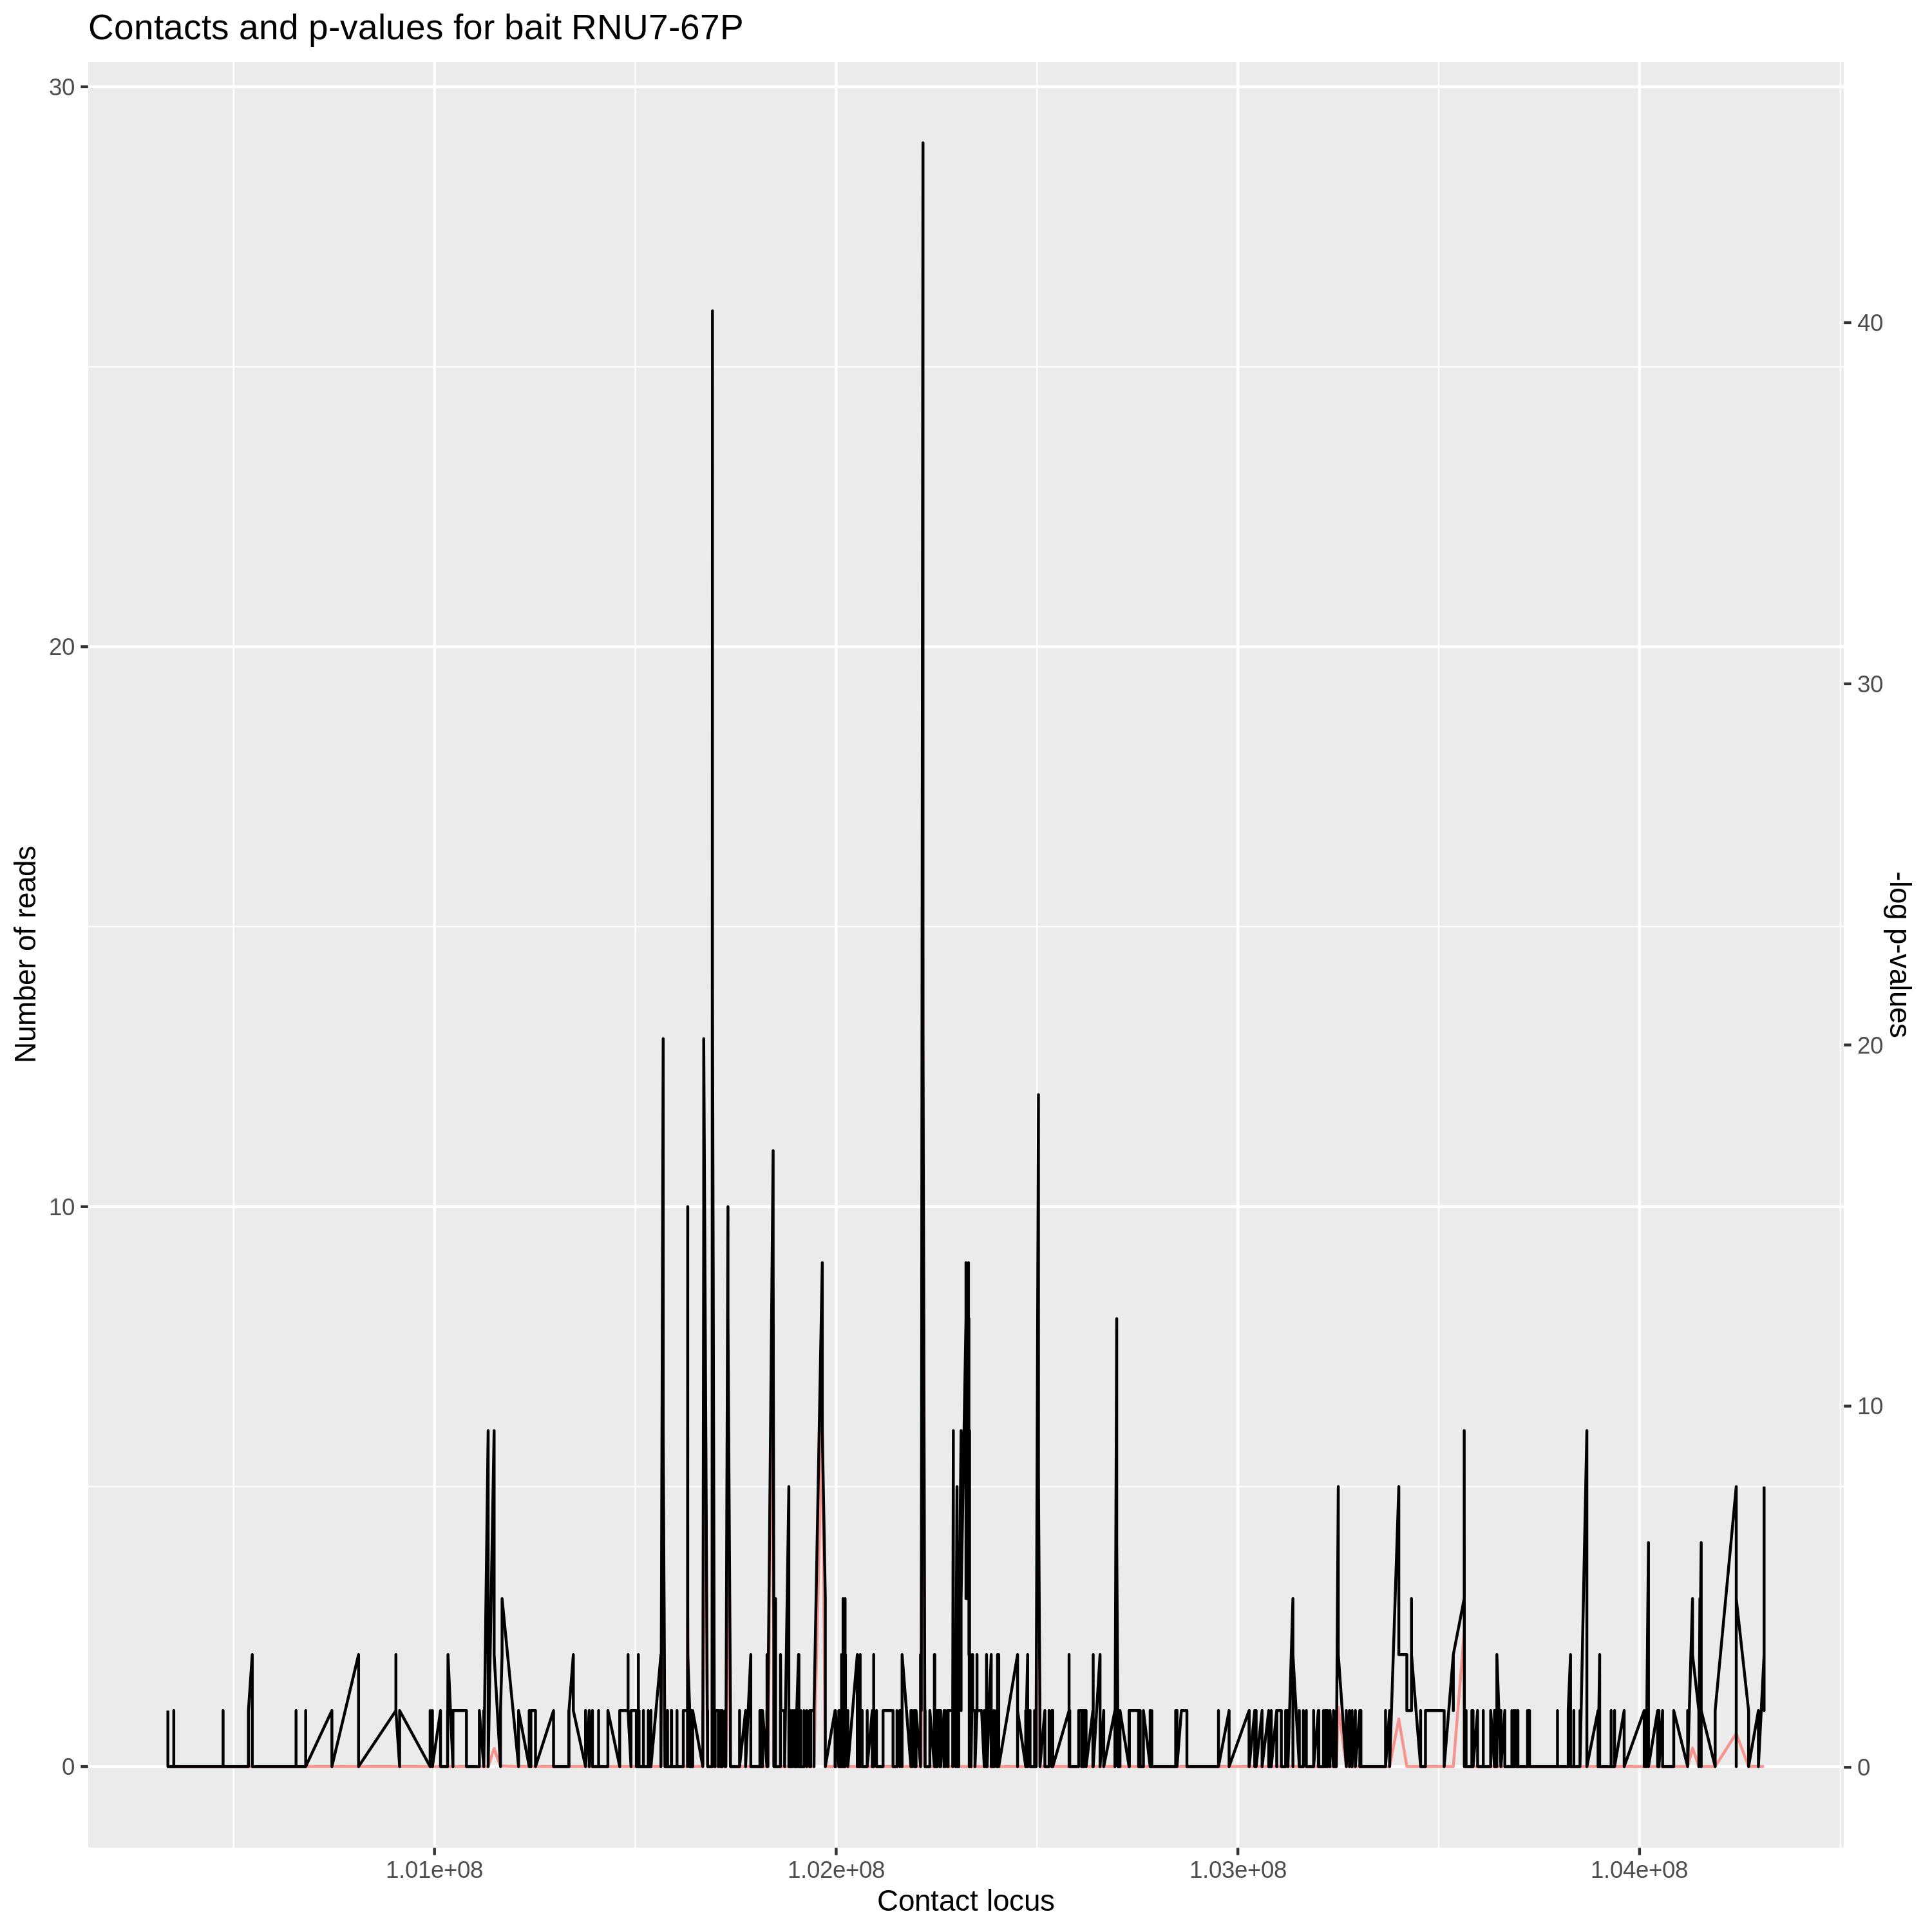 Contacts and p-values for bait RNU7-67P
30
20
10
0
Number of reads
40
30
20
10
0
-log p-values
1.01e+08
1.02e+08
1.03e+08
1.04e+08
Contact locus